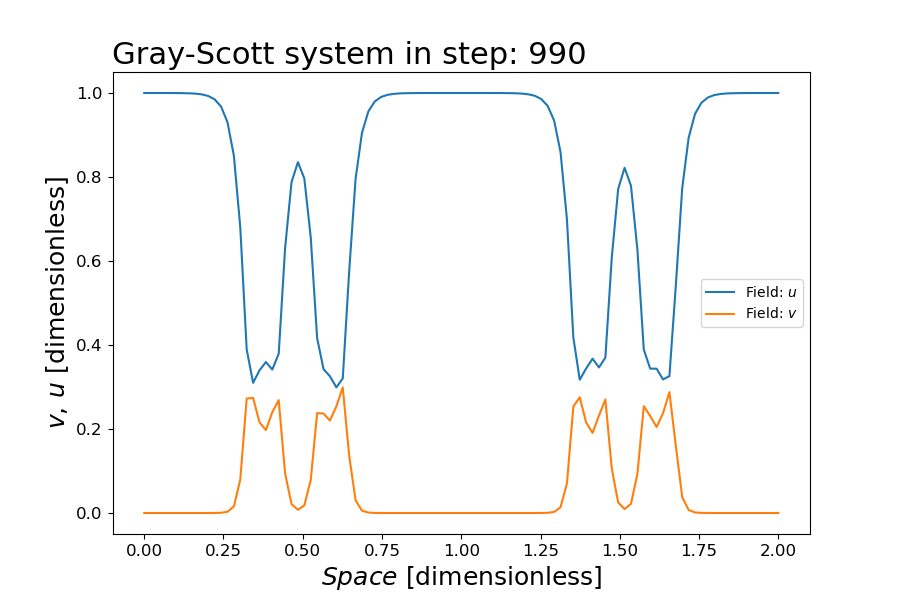 Gray-Scott system in step: 990
1.0
0.8
0.6
0.4
0.2
0.0
v, u [dimensionless]
Field: u
Field: v
0.00 0.25 0.50 0.75 1.00 1.25 1.50 1.75 2.00
Space [dimensionless]